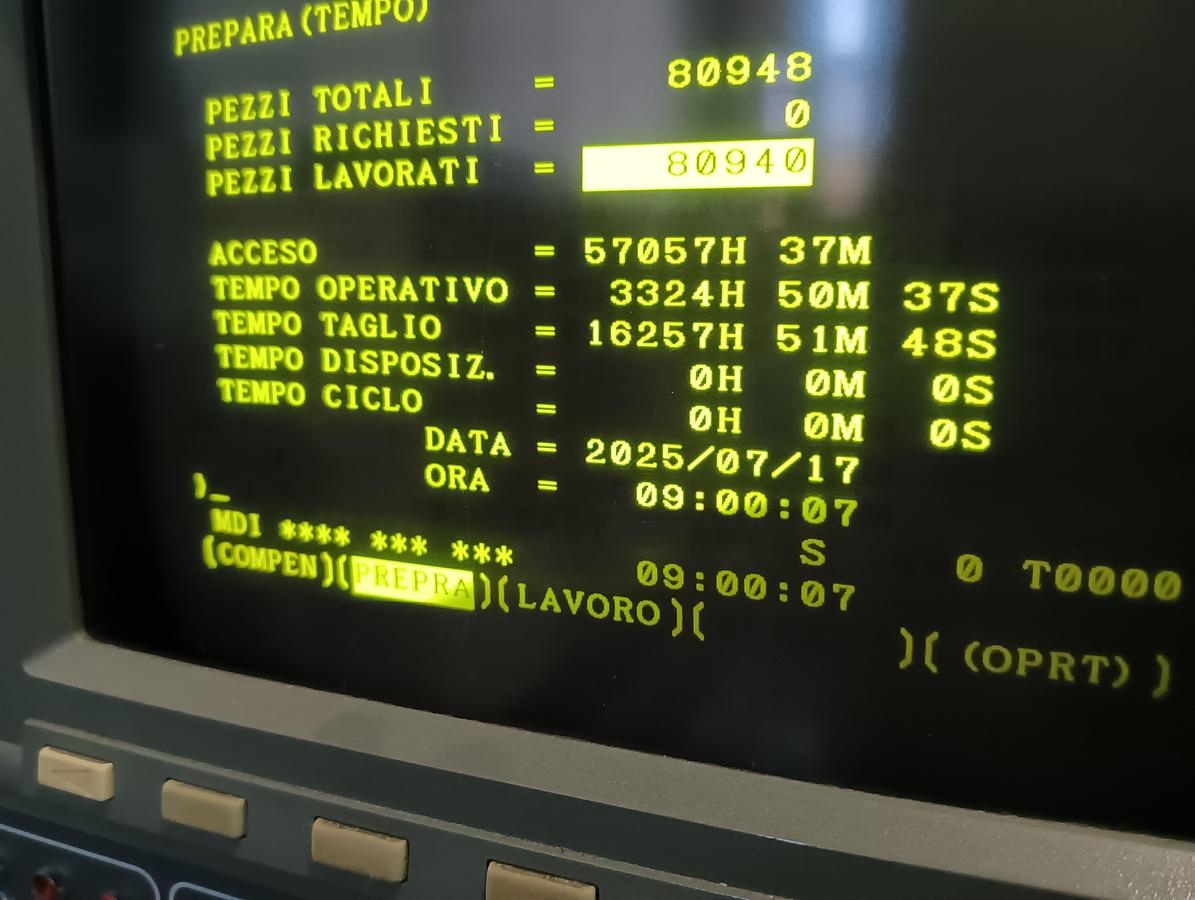 PREPARA(TEMPO)
PEZZI TOTALI = 80948
PEZZI RICHIESTI = 0
PEZZI LAVORATI = 80940
ACCESO = 57057H 37M
TEMPO OPERATIVO = 3324H 50M 37S
TEMPO TAGLIO = 16257H 51M 48S
TEMPO DISPOSIZ. = 0H 0M 0S
TEMPO CICLO = 0H 0M 0S
DATA = 2025/07/17
ORA = 09:00:07
)_
S 0 T0000
MDI **** *** *** 09:00:07
(COMPEN)(PREPRA)(LAVORO)( )( (OPRT) )